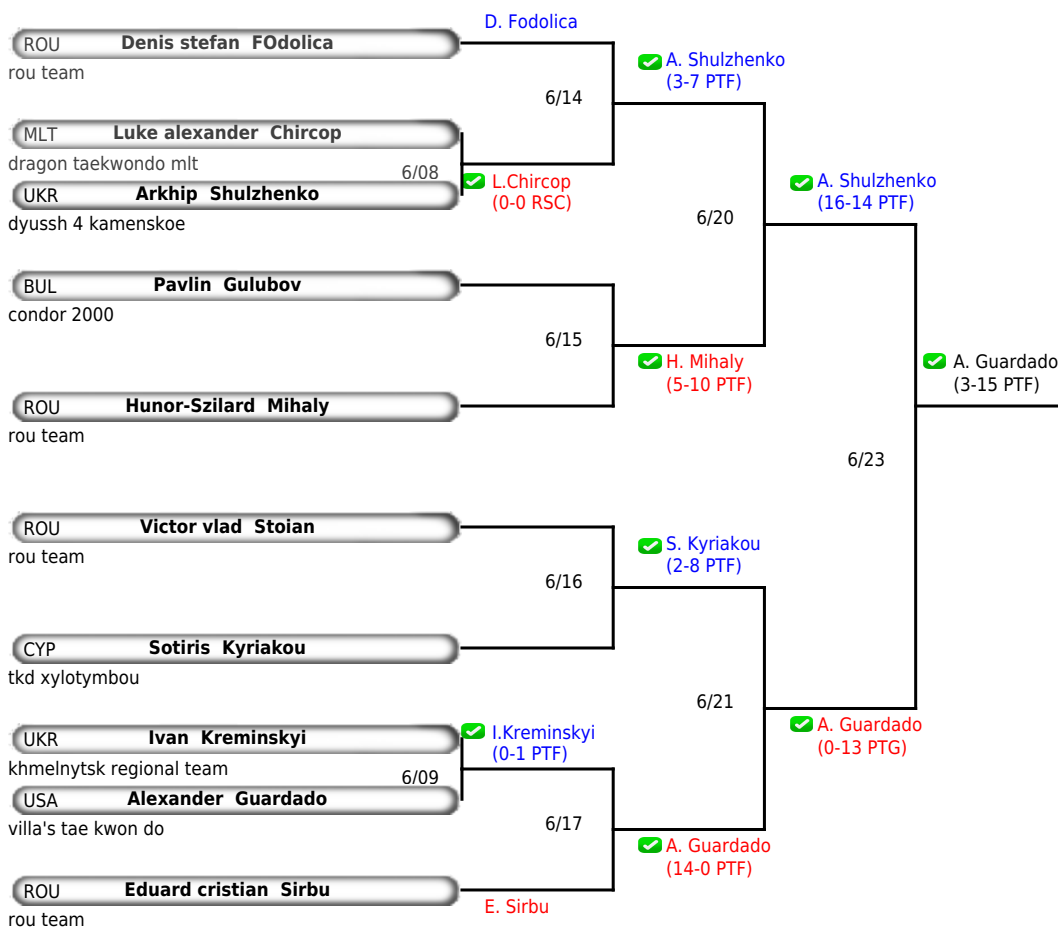 D. Fodolica
ROU Denis stefan FOdolica
rou team
A. Shulzhenko
(3-7 PTF)
6/14
MLT Luke alexander Chircop
dragon taekwondo mlt
6/08
L.Chircop
(0-0 RSC)
UKR Arkhip Shulzhenko
dyussh 4 kamenskoe
A. Shulzhenko
(16-14 PTF)
6/20
BUL Pavlin Gulubov
condor 2000
6/15
H. Mihaly
(5-10 PTF)
A. Guardado
(3-15 PTF)
ROU Hunor-Szilard Mihaly
rou team
6/23
ROU Victor vlad Stoian
rou team
S. Kyriakou
(2-8 PTF)
6/16
CYP Sotiris Kyriakou
tkd xylotymbou
6/21
A. Guardado
(0-13 PTG)
UKR Ivan Kreminskyi
khmelnytsk regional team
I.Kreminskyi
(0-1 PTF)
6/09
USA Alexander Guardado
villa's tae kwon do
6/17
A. Guardado
(14-0 PTF)
ROU Eduard cristian Sirbu
rou team
E. Sirbu